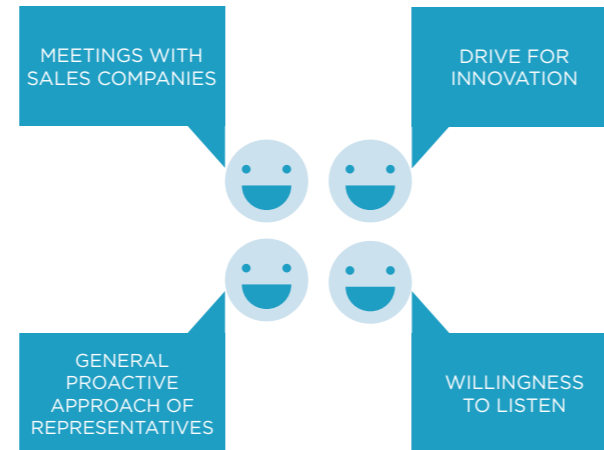 MEETINGS WITH
SALES COMPANIES
DRIVE FOR
INNOVATION
GENERAL
PROACTIVE
APPROACH OF
REPRESENTATIVES
WILLINGNESS
TO LISTEN